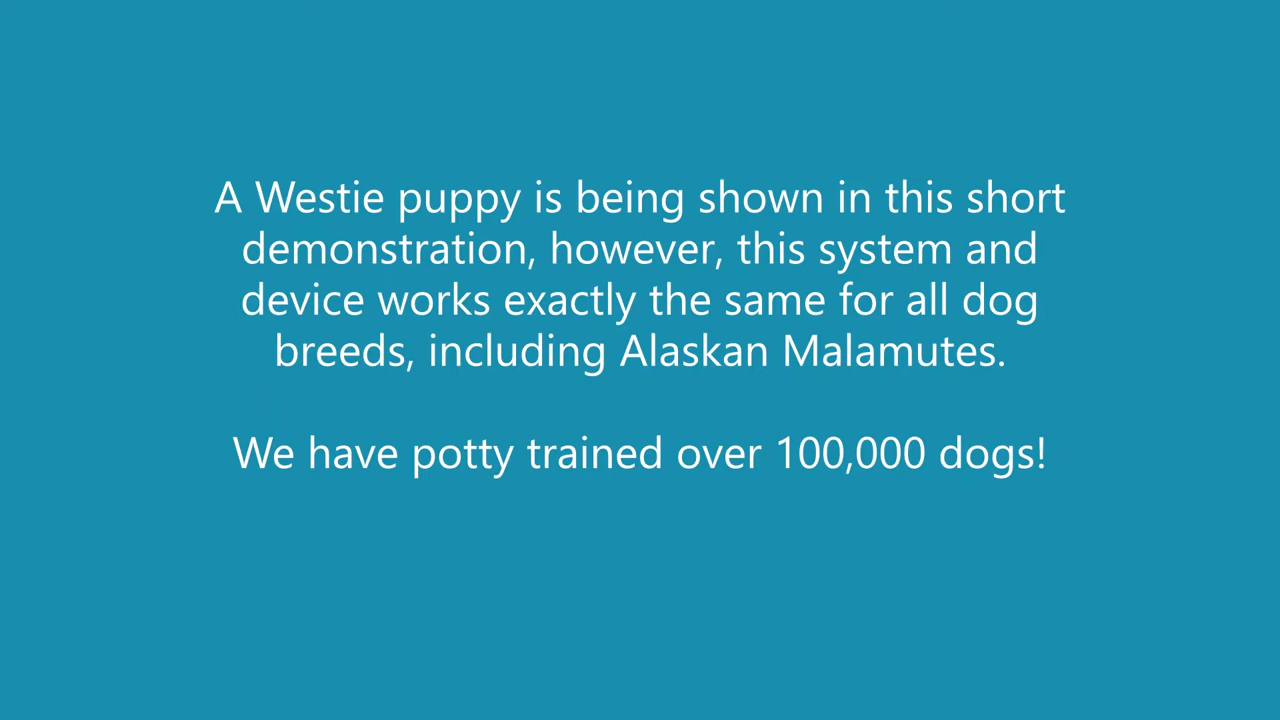 A Westie puppy is being shown in this short
demonstration, however, this system and
device works exactly the same for all dog
breeds, including Alaskan Malamutes.
We have potty trained over 100,000 dogs!